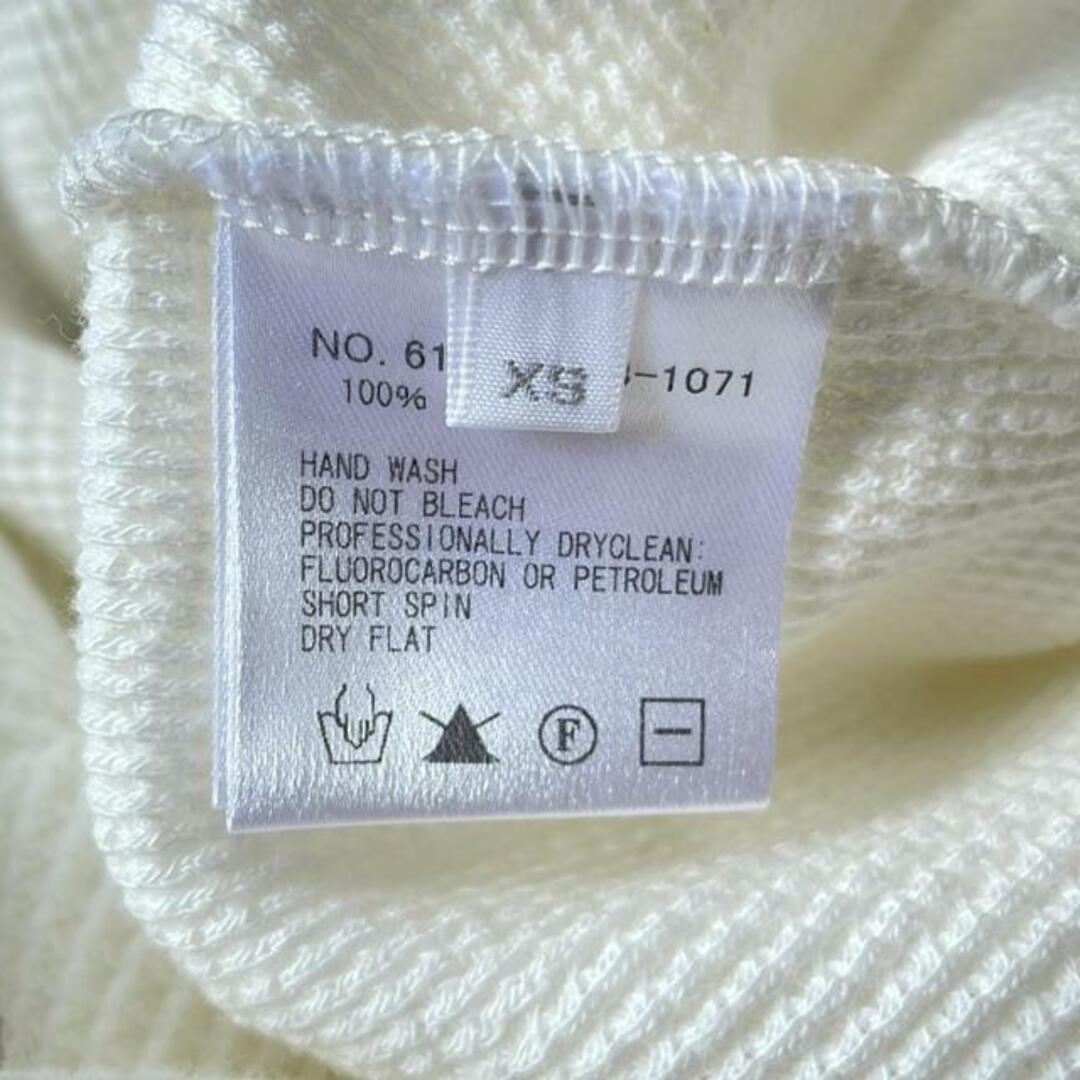 NO. 61
-1071
XS
100%
HAND WASH
DO NOT BLEACH
PROFESSIONALLY DRYCLEAN:
FLUOROCARBON OR PETROLEUM
SHORT SPIN
DRY FLAT
F